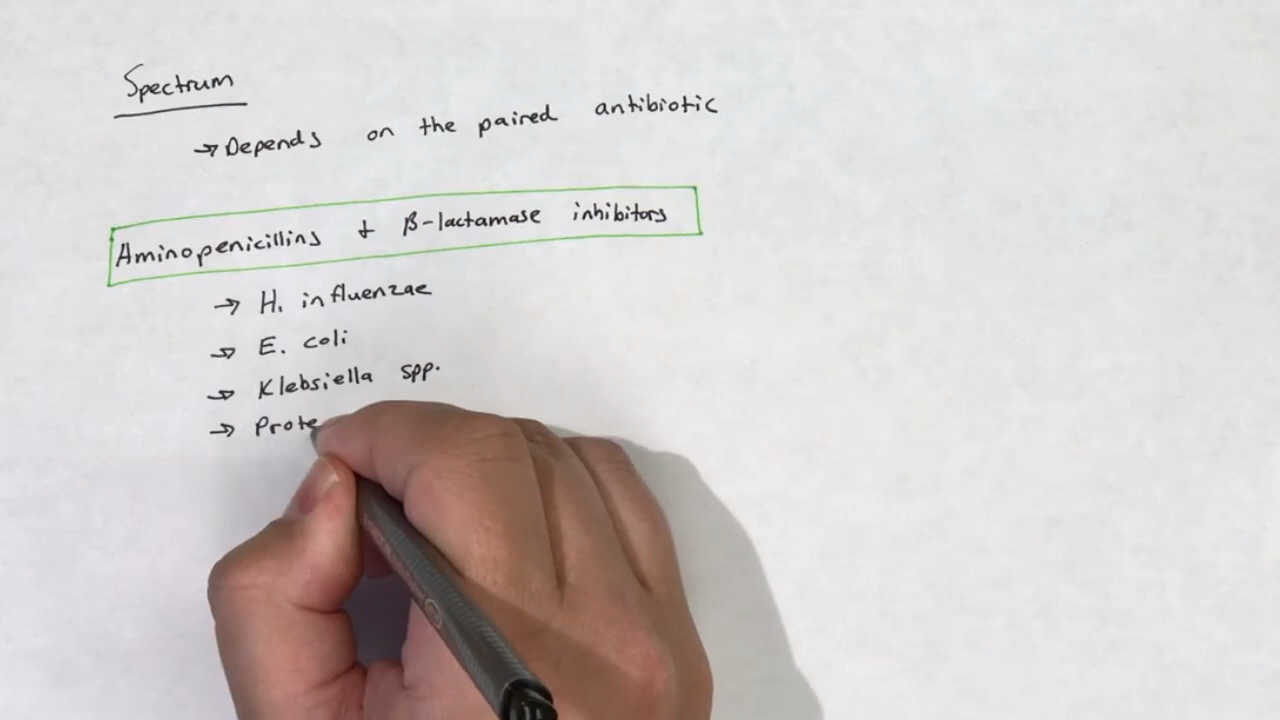 Spectrum
→ Depends on the paired antibiotic
Aminopenicillins + β-lactamase inhibitors
→ H. influenzae
→ E. coli
→ Klebsiella spp.
→ Prote